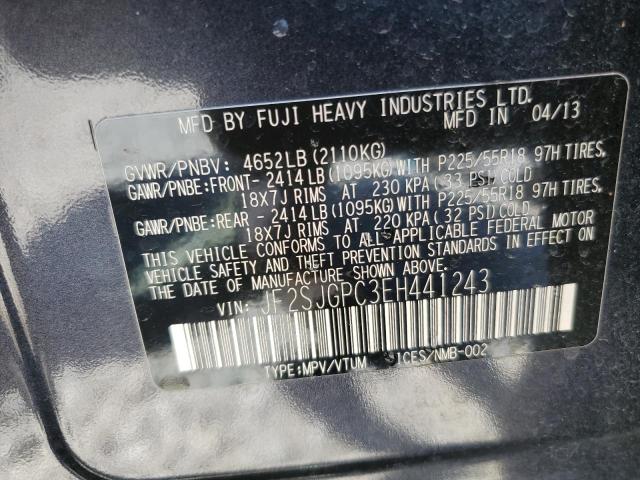 MFD BY FUJI HEAVY INDUSTRIES LTD.
MFD IN 04/13
GVWR/PNBV: 4652LB(2110KG)
GAWR/PNBE:FRONT- 2414LB(1095KG)WITH P225/55R18 97H TIRES,
18X7J RIMS AT 230 KPA(33 PSI)COLD
GAWR/PNBE:REAR - 2414LB(1095KG)WITH P225/55R18 97H TIRES,
18X7J RIMS AT 220 KPA(32 PSI)COLD
THIS VEHICLE CONFORMS TO ALL APPLICABLE FEDERAL MOTOR
VEHICLE SAFETY AND THEFT PREVENTION STANDARDS IN EFFECT ON
THE DATE OF MANUFACTURE SHOWN ABOVE.
VIN: JF2SJGPC3EH441243
TYPE:MPV/VTUM ICES/NMB-002